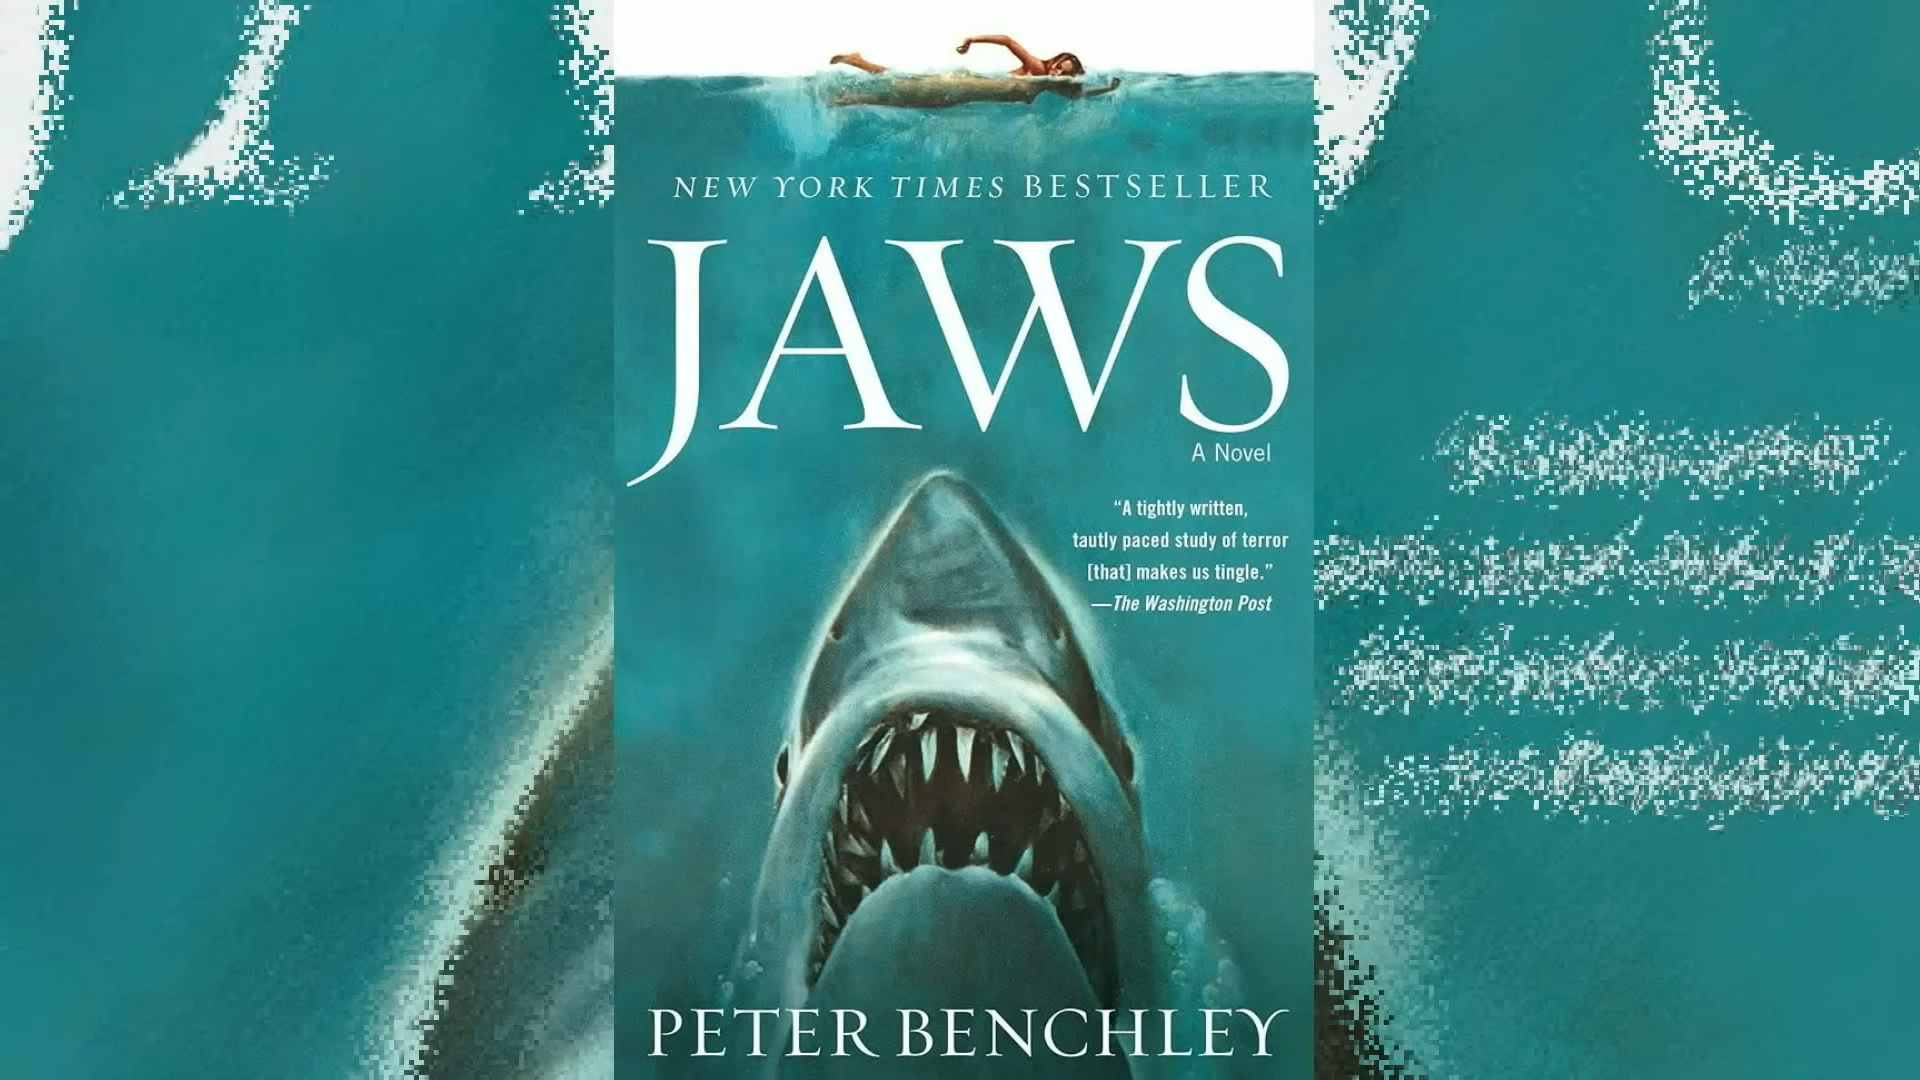 NEW YORK TIMES BESTSELLER
JAWS
A Novel
“A tightly written,
tautly paced study of terror
[that] makes us tingle.”
—The Washington Post
PETER BENCHLEY